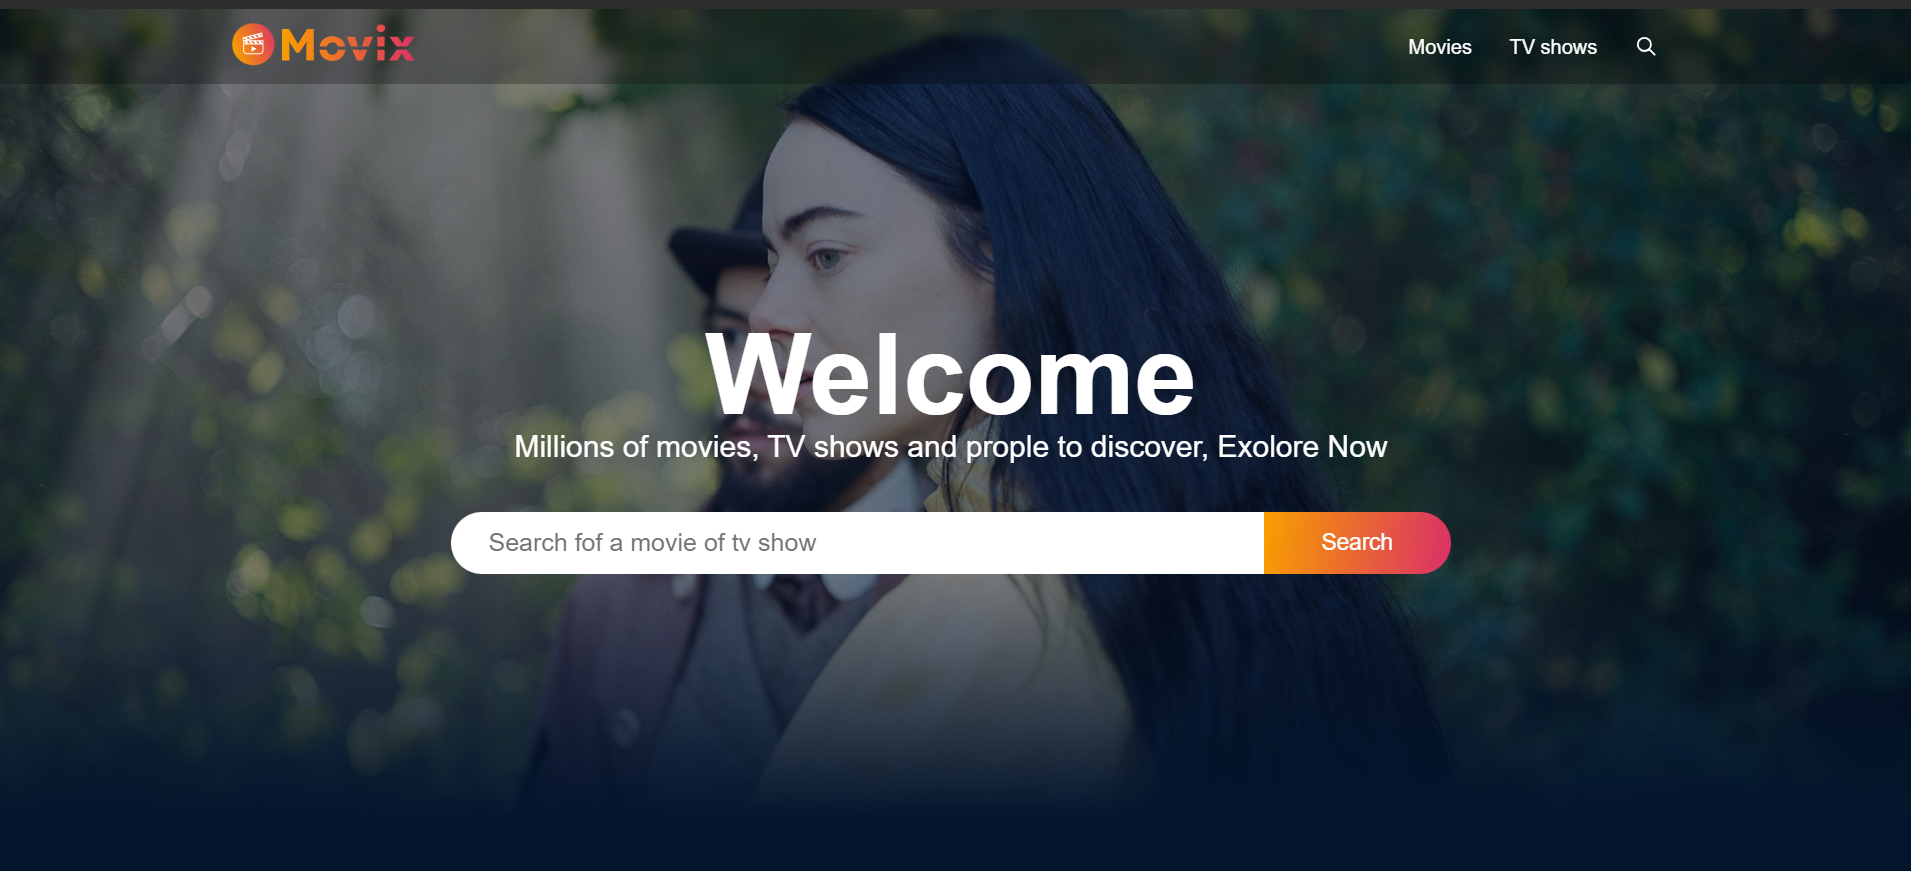 Movix
Movies TV shows
Welcome
Millions of movies, TV shows and prople to discover, Exolore Now
Search fof a movie of tv show Search